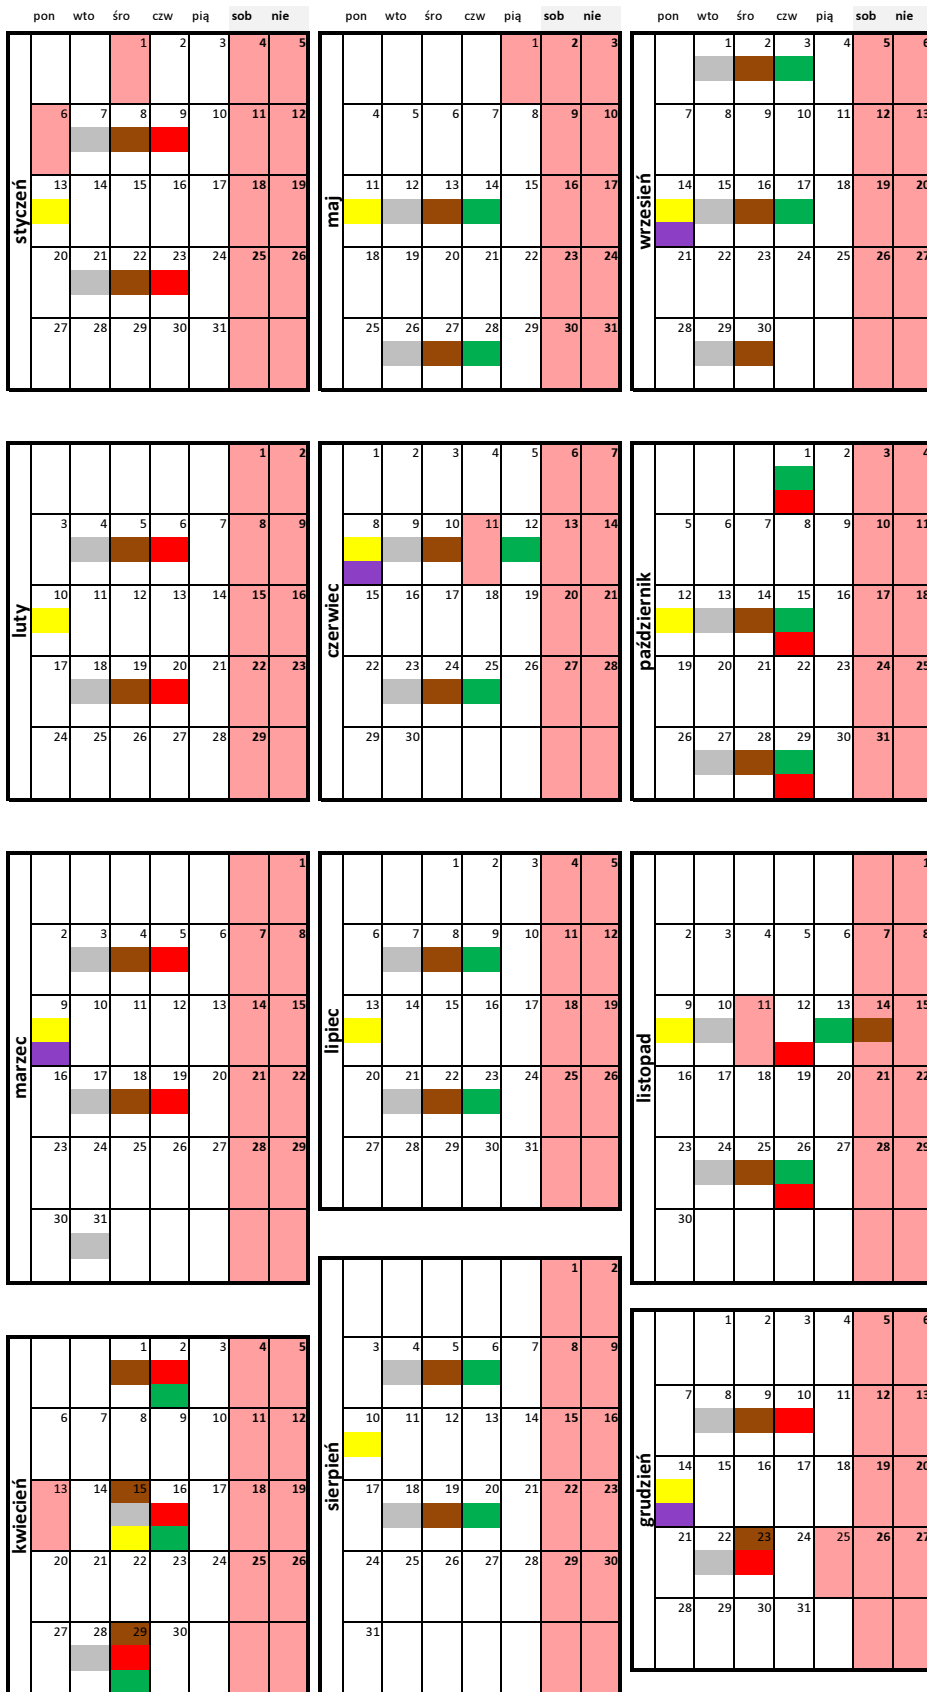 pon wto śro czw pią sob nie pon wto śro czw pią sob nie pon wto śro czw pią sob nie
styczeń
1 2 3 4 5
6 7 8 9 10 11 12
13 14 15 16 17 18 19
20 21 22 23 24 25 26
27 28 29 30 31
maj
1 2 3
4 5 6 7 8 9 10
11 12 13 14 15 16 17
18 19 20 21 22 23 24
25 26 27 28 29 30 31
wrzesień
1 2 3 4 5 6
7 8 9 10 11 12 13
14 15 16 17 18 19 20
21 22 23 24 25 26 27
28 29 30
luty
1 2
3 4 5 6 7 8 9
10 11 12 13 14 15 16
17 18 19 20 21 22 23
24 25 26 27 28 29
czerwiec
1 2 3 4 5 6 7
8 9 10 11 12 13 14
15 16 17 18 19 20 21
22 23 24 25 26 27 28
29 30
październik
1 2 3 4
5 6 7 8 9 10 11
12 13 14 15 16 17 18
19 20 21 22 23 24 25
26 27 28 29 30 31
marzec
1
2 3 4 5 6 7 8
9 10 11 12 13 14 15
16 17 18 19 20 21 22
23 24 25 26 27 28 29
30 31
lipiec
1 2 3 4 5
6 7 8 9 10 11 12
13 14 15 16 17 18 19
20 21 22 23 24 25 26
27 28 29 30 31
listopad
1
2 3 4 5 6 7 8
9 10 11 12 13 14 15
16 17 18 19 20 21 22
23 24 25 26 27 28 29
30
kwiecień
1 2 3 4 5
6 7 8 9 10 11 12
13 14 15 16 17 18 19
20 21 22 23 24 25 26
27 28 29 30
sierpień
1 2
3 4 5 6 7 8 9
10 11 12 13 14 15 16
17 18 19 20 21 22 23
24 25 26 27 28 29 30
31
grudzień
1 2 3 4 5 6
7 8 9 10 11 12 13
14 15 16 17 18 19 20
21 22 23 24 25 26 27
28 29 30 31